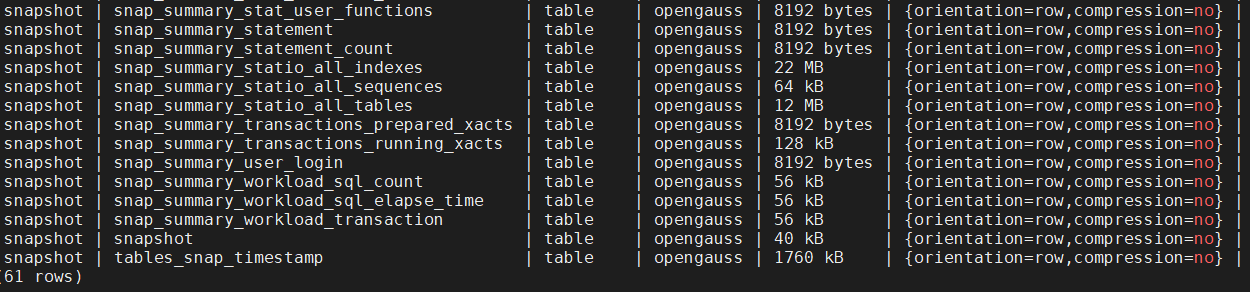 snapshot | snap_summary_stat_user_functions | table | opengauss | 8192 bytes | {orientation=row,compression=no} |
snapshot | snap_summary_statement | table | opengauss | 8192 bytes | {orientation=row,compression=no} |
snapshot | snap_summary_statement_count | table | opengauss | 8192 bytes | {orientation=row,compression=no} |
snapshot | snap_summary_statio_all_indexes | table | opengauss | 22 MB | {orientation=row,compression=no} |
snapshot | snap_summary_statio_all_sequences | table | opengauss | 64 kB | {orientation=row,compression=no} |
snapshot | snap_summary_statio_all_tables | table | opengauss | 12 MB | {orientation=row,compression=no} |
snapshot | snap_summary_transactions_prepared_xacts | table | opengauss | 8192 bytes | {orientation=row,compression=no} |
snapshot | snap_summary_transactions_running_xacts | table | opengauss | 128 kB | {orientation=row,compression=no} |
snapshot | snap_summary_user_login | table | opengauss | 8192 bytes | {orientation=row,compression=no} |
snapshot | snap_summary_workload_sql_count | table | opengauss | 56 kB | {orientation=row,compression=no} |
snapshot | snap_summary_workload_sql_elapse_time | table | opengauss | 56 kB | {orientation=row,compression=no} |
snapshot | snap_summary_workload_transaction | table | opengauss | 56 kB | {orientation=row,compression=no} |
snapshot | snapshot | table | opengauss | 40 kB | {orientation=row,compression=no} |
snapshot | tables_snap_timestamp | table | opengauss | 1760 kB | {orientation=row,compression=no} |
(61 rows)